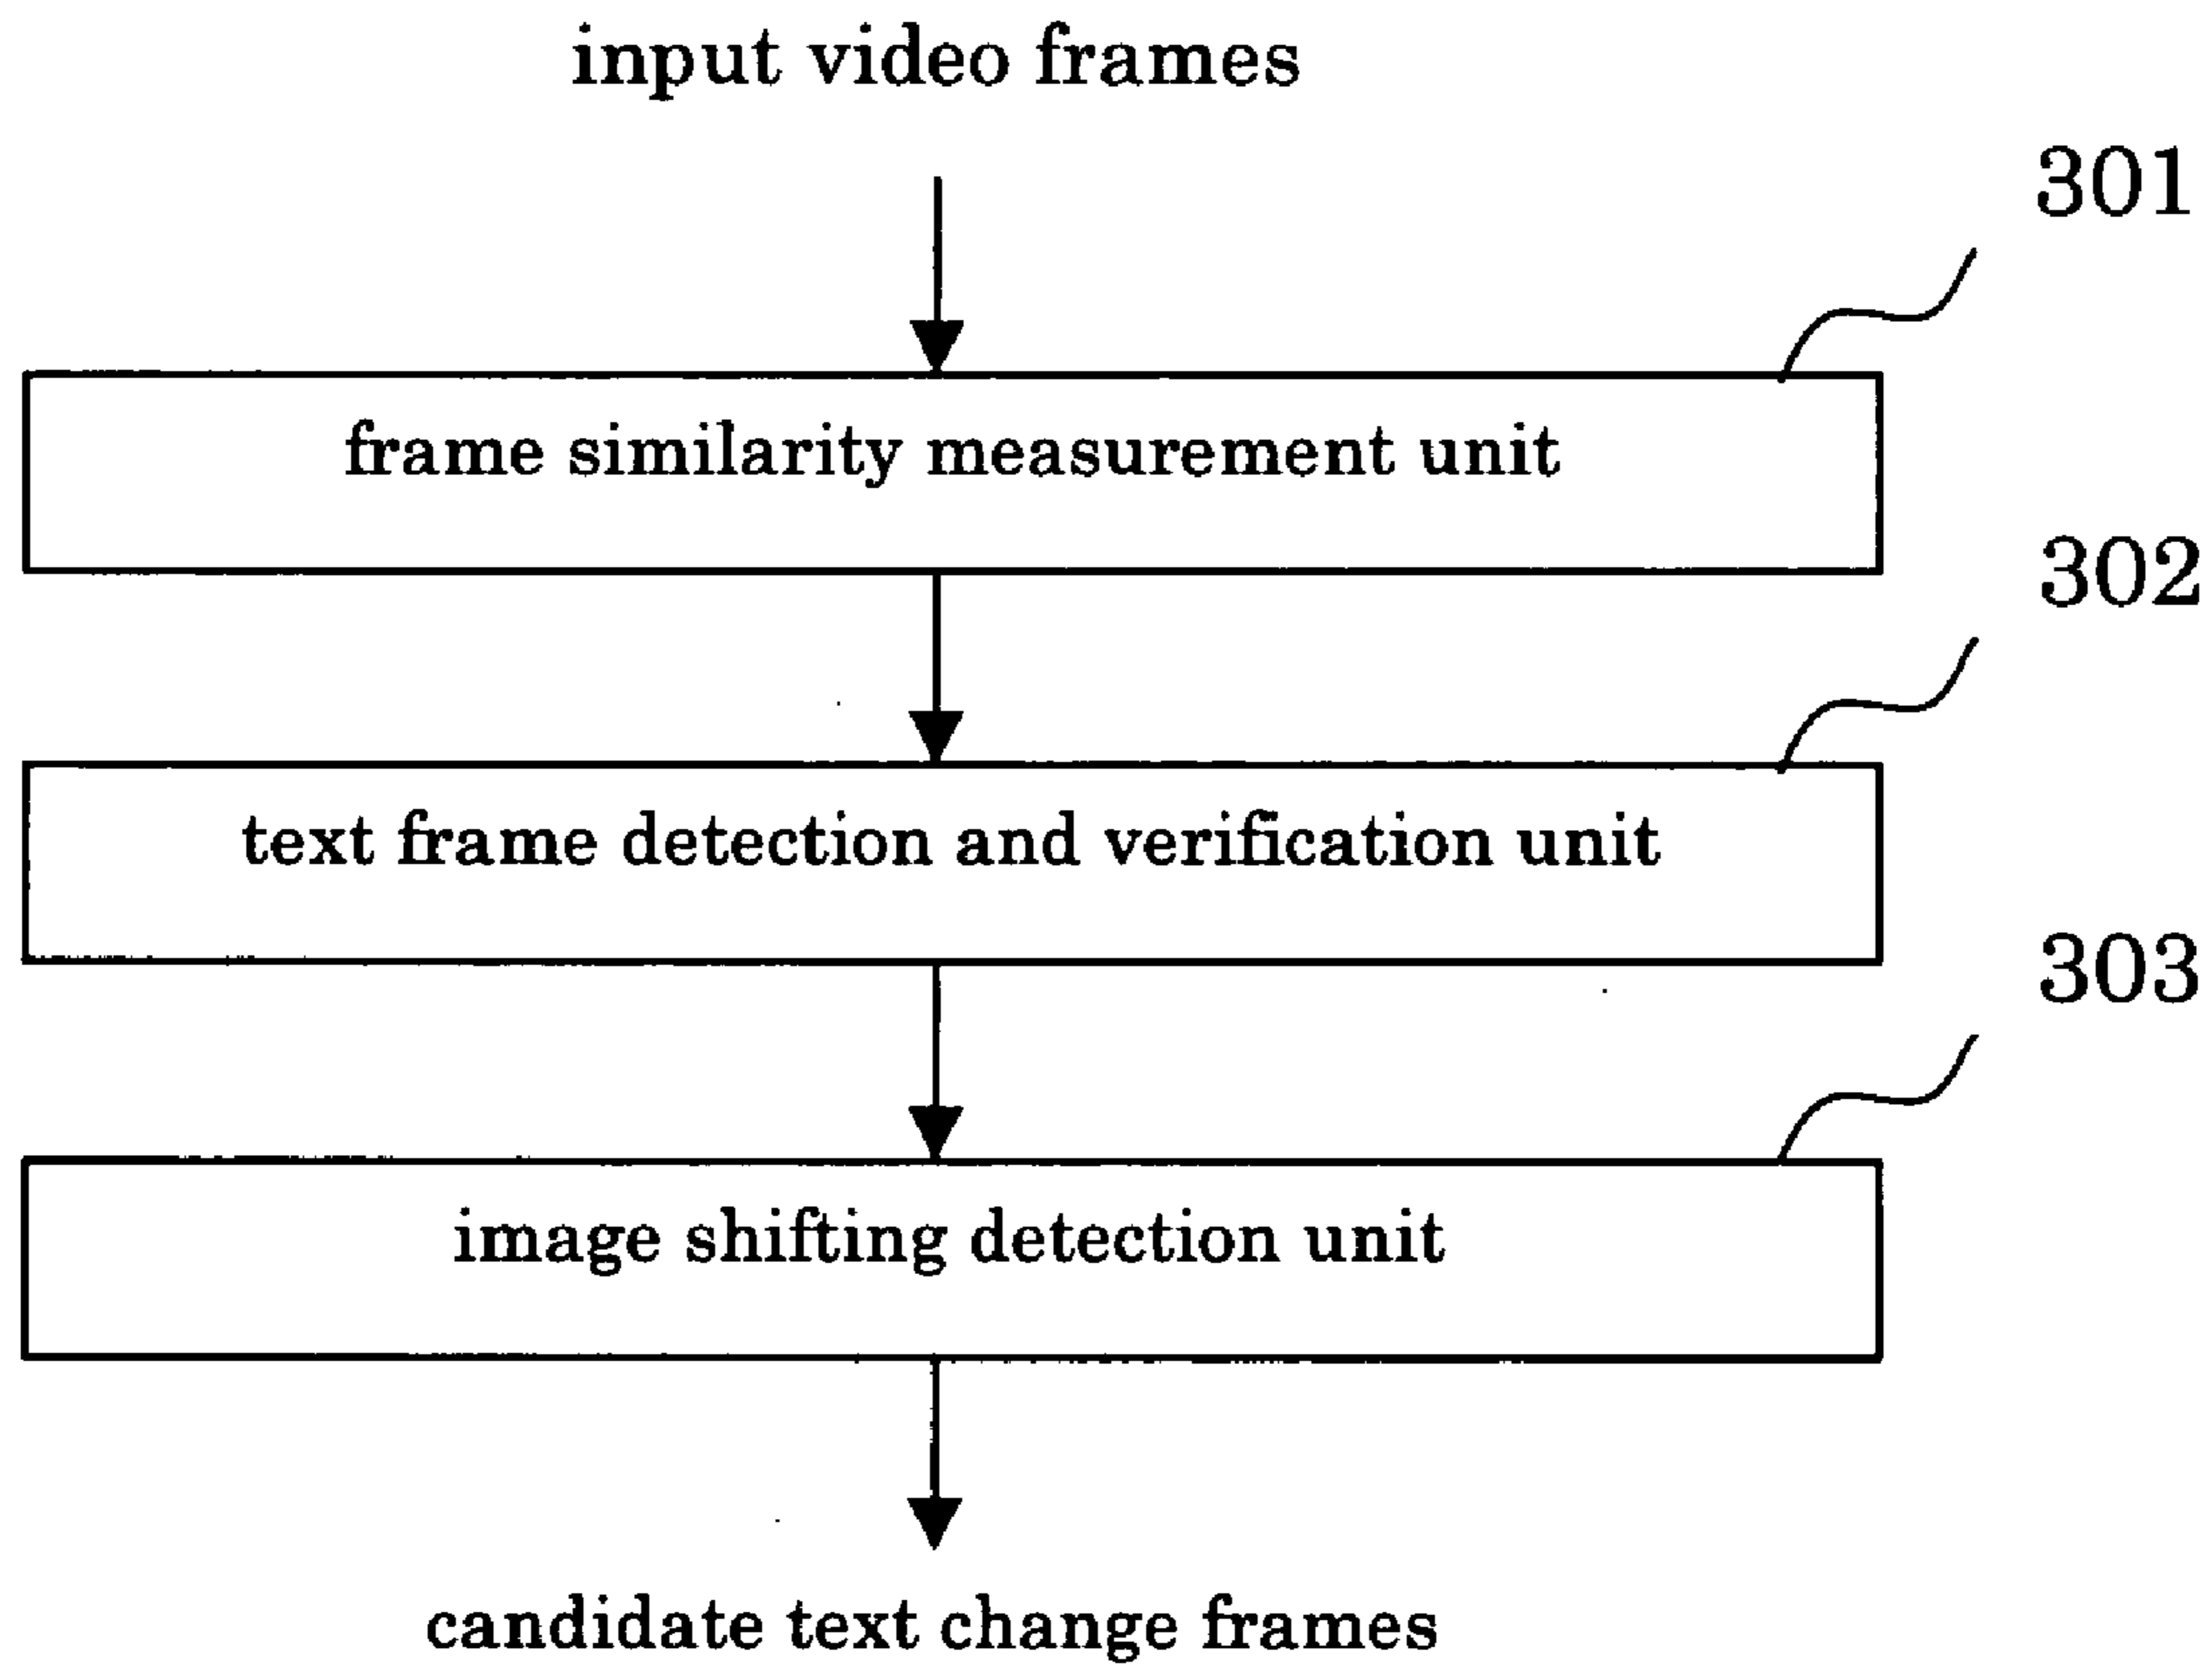 input video frames
301
frame similarity measurement unit
302
text frame detection and verification unit
303
image shifting detection unit
candidate text change frames